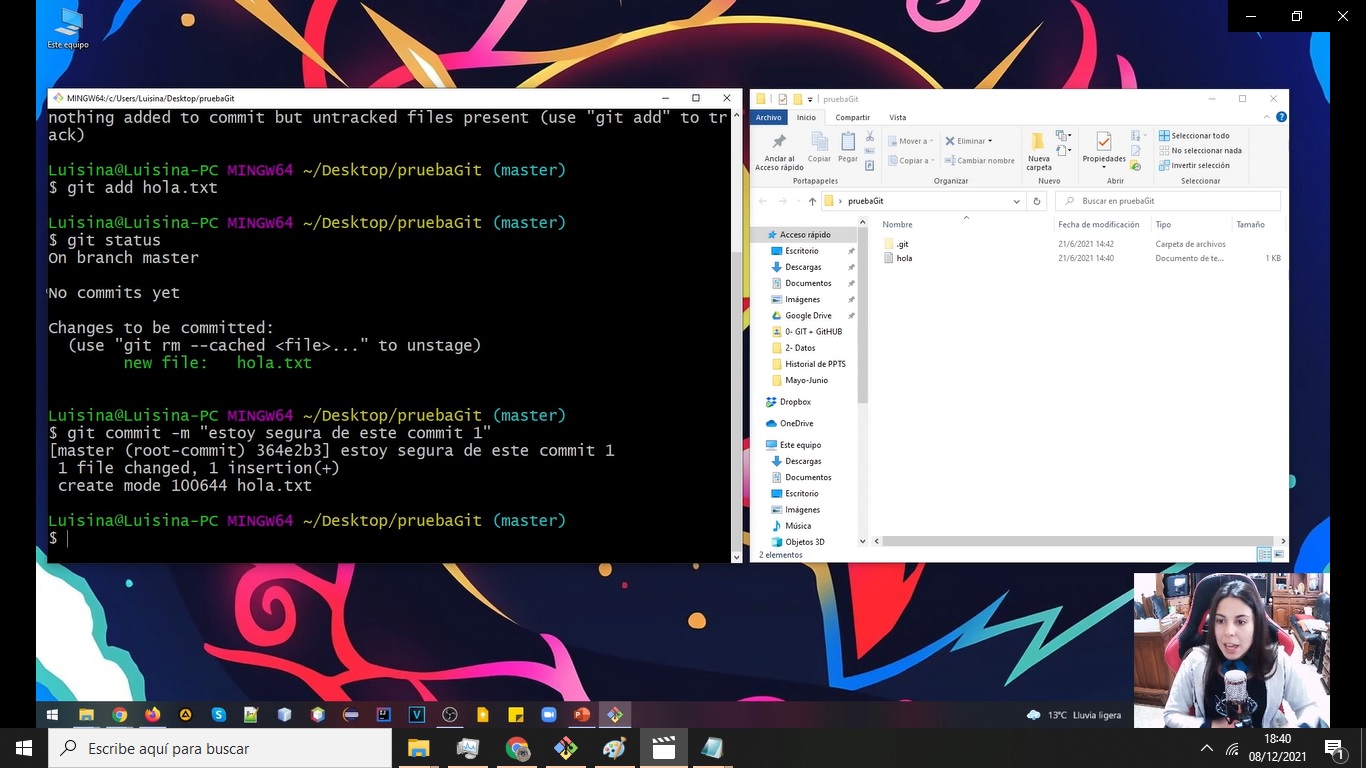 Este equipo
MINGW64:/c/Users/Luisina/Desktop/pruebaGit
nothing added to commit but untracked files present (use "git add" to tr
ack)
Luisina@Luisina-PC MINGW64 ~/Desktop/pruebaGit (master)
$ git add hola.txt
Luisina@Luisina-PC MINGW64 ~/Desktop/pruebaGit (master)
$ git status
On branch master
No commits yet
Changes to be committed:
(use "git rm --cached <file>..." to unstage)
new file:   hola.txt
Luisina@Luisina-PC MINGW64 ~/Desktop/pruebaGit (master)
$ git commit -m "estoy segura de este commit 1"
[master (root-commit) 364e2b3] estoy segura de este commit 1
1 file changed, 1 insertion(+)
create mode 100644 hola.txt
Luisina@Luisina-PC MINGW64 ~/Desktop/pruebaGit (master)
$
pruebaGit
Archivo Inicio Compartir Vista
Anclar al
Acceso rápido
Copiar
Pegar
Mover a
Copiar a
Eliminar
Cambiar nombre
Nueva
carpeta
Propiedades
Seleccionar todo
No seleccionar nada
Invertir selección
Portapapeles Organizar Nuevo Abrir Seleccionar
pruebaGit
Buscar en pruebaGit
Nombre Fecha de modificación Tipo Tamaño
.git 21/6/2021 14:42 Carpeta de archivos
hola 21/6/2021 14:40 Documento de te... 1 KB
Acceso rápido
Escritorio
Descargas
Documentos
Imágenes
Google Drive
0- GIT + GitHUB
2- Datos
Historial de PPTS
Mayo-Junio
Dropbox
OneDrive
Este equipo
Descargas
Documentos
Escritorio
Imágenes
Música
Objetos 3D
2 elementos
13°C Lluvia ligera
Escribe aquí para buscar
18:40
08/12/2021
1